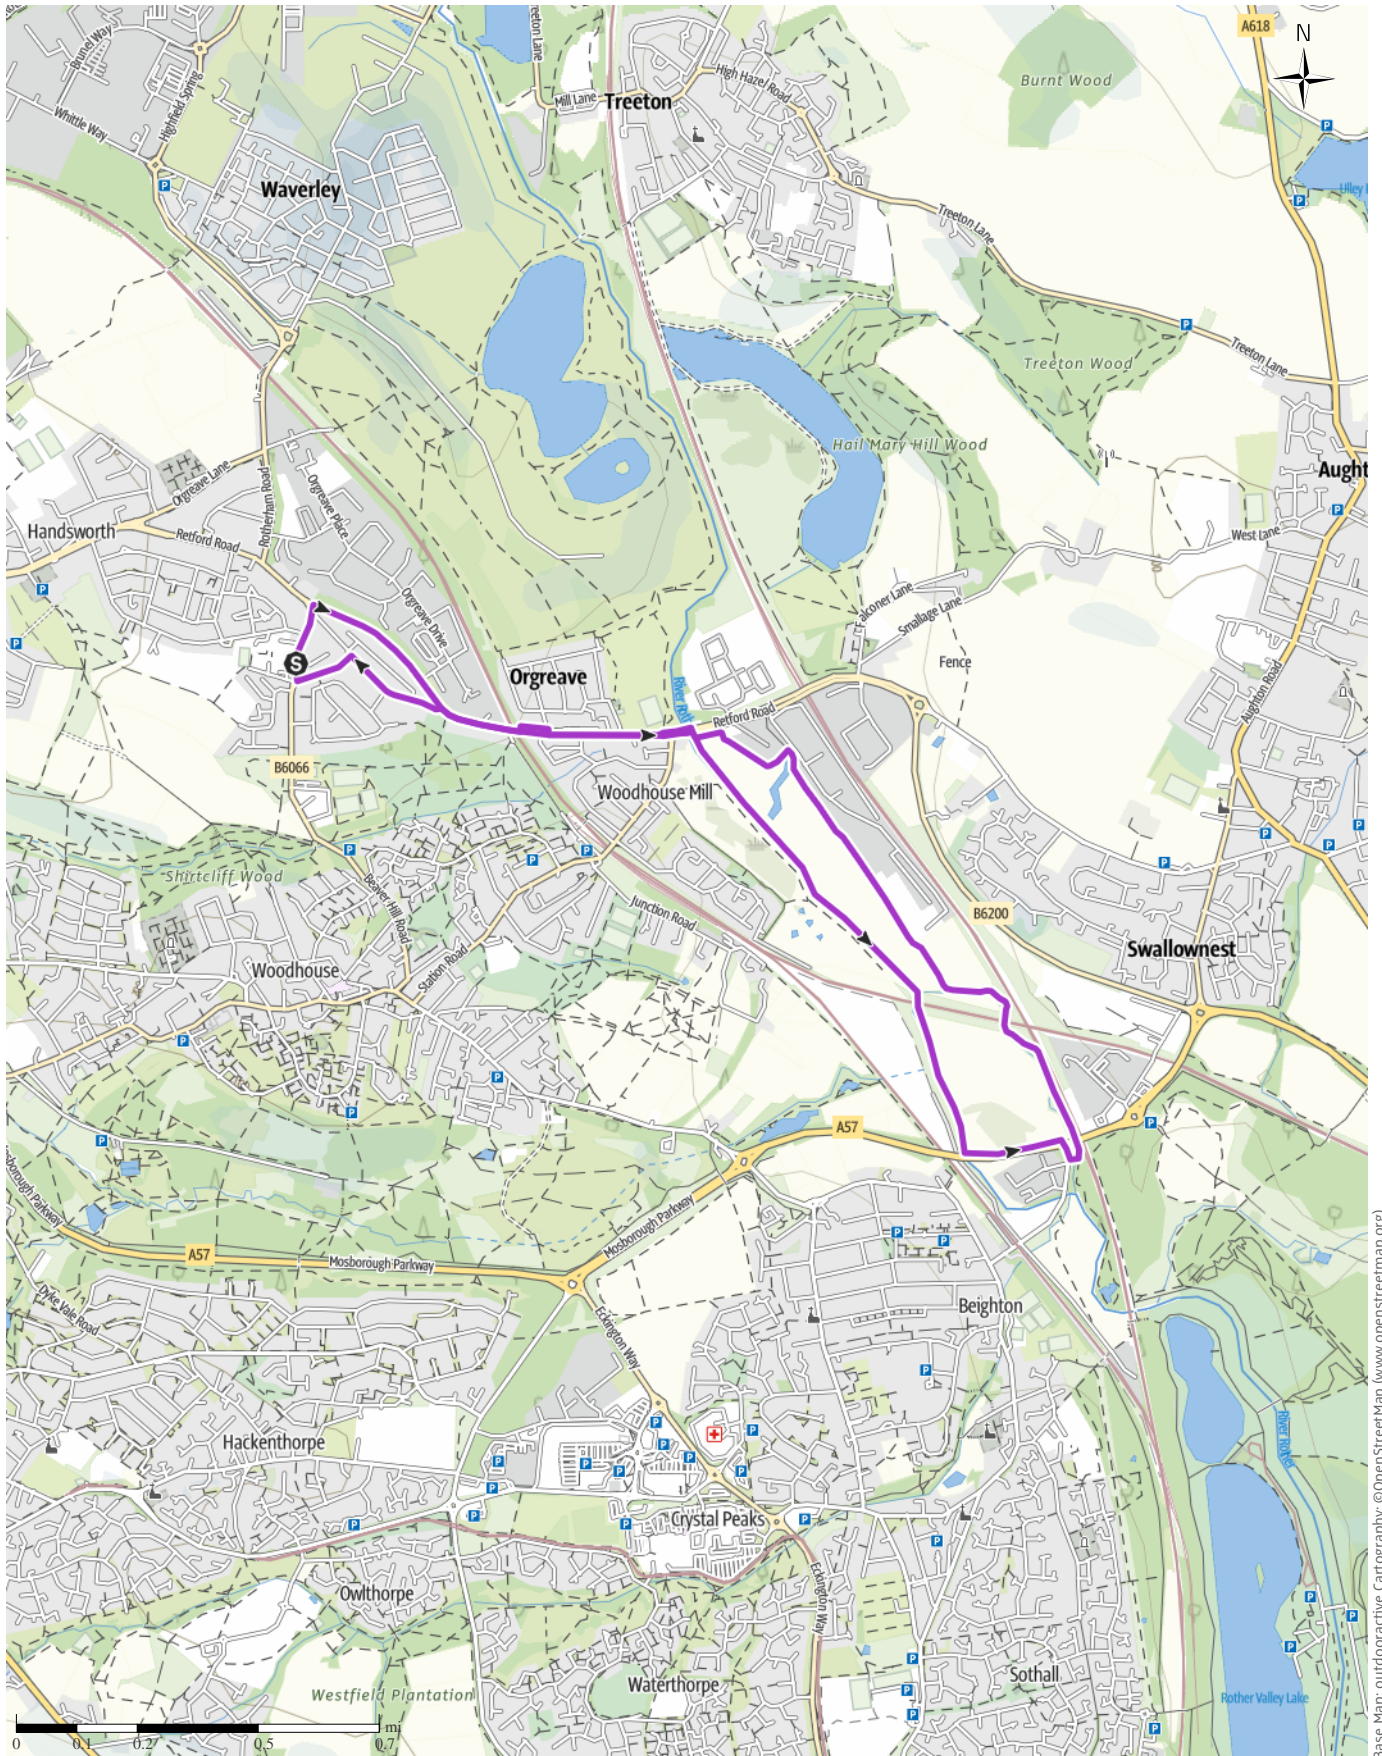 A618
N
Brunel Way
Highfield Spring
Whittle Way
Treeton Lane
Mill Lane
Treeton
High Hazel Road
Burnt Wood
Waverley
P
P
P
Treeton Lane
P
Treeton Wood
Treeton Lane
Hail Mary Hill Wood
Aught
P
Orgreave Lane
Rotherham Road
Orgreave Place
Handsworth
Retford Road
West Lane
P
Orgreave Drive
Falconer Lane
Smallage Lane
P
S
Orgreave
Fence
Aughton Road
River
Retford Road
B6066
Woodhouse Mill
P
P
P
P
P
P
P
Shirtcliff Wood
Beaver Hill Road
Junction Road
B6200
Swallownest
Woodhouse
Station Road
P
P
P
P
P
A57
Mosborough Parkway
Mosborough Parkway
A57
Mosborough Parkway
P
P
Dyke Vale Road
Eckington Way
Beighton
P
River Rother
Hackenthorpe
P
P
P
P
P
P
P
P
P
P
P
P
P
Crystal Peaks
P
Owlthorpe
Eckington Way
P
P
P
P
Waterthorpe
Sothall
P
P
P
Westfield Plantation
Rother Valley Lake
mi
0
0.1
0.2
0.5
0.7
ase Map: outdooractive Cartography: ©OpenStreetMap (www.openstreetmap.org)